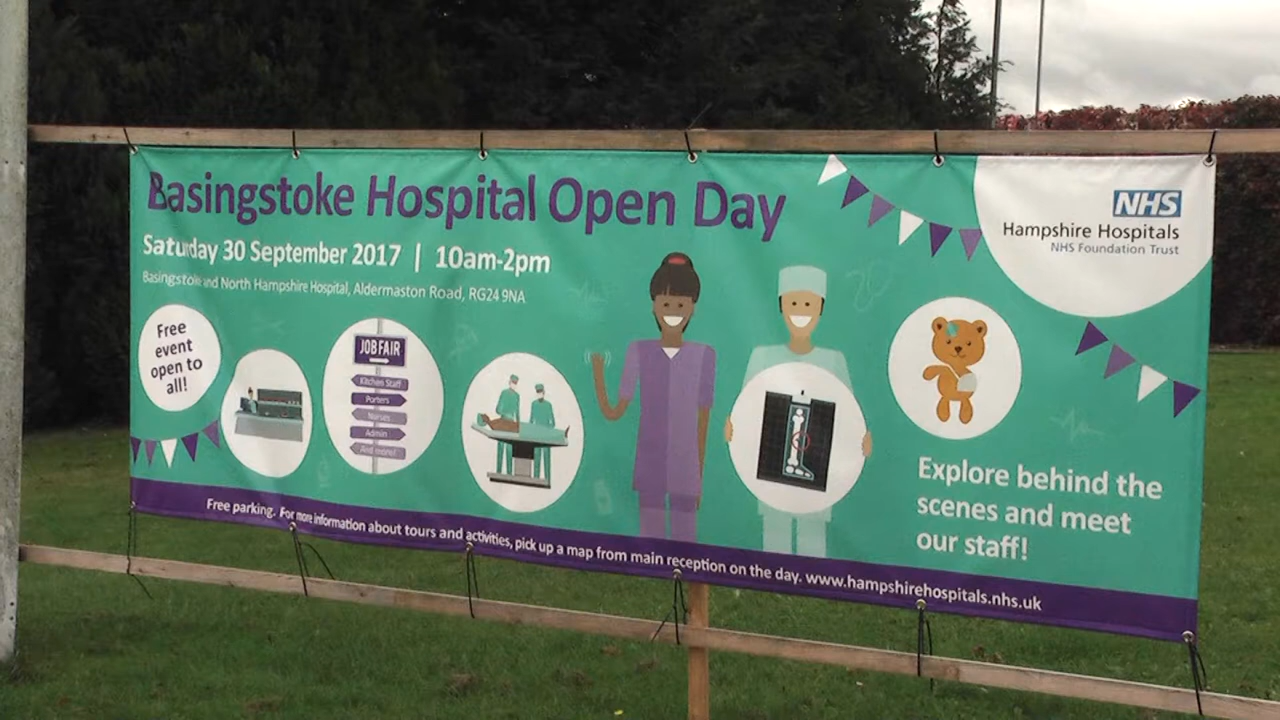 Basingstoke Hospital Open Day
Saturday 30 September 2017 | 10am-2pm
Basingstoke and North Hampshire Hospital, Aldermaston Road, RG24 9NA
NHS
Hampshire Hospitals
NHS Foundation Trust
Free
event
open to
all!
JOB FAIR
Kitchen Staff
Porters
Nurses
Admin
And more!
Explore behind the
scenes and meet
our staff!
Free parking. For more information about tours and activities, pick up a map from main reception on the day. www.hampshirehospitals.nhs.uk